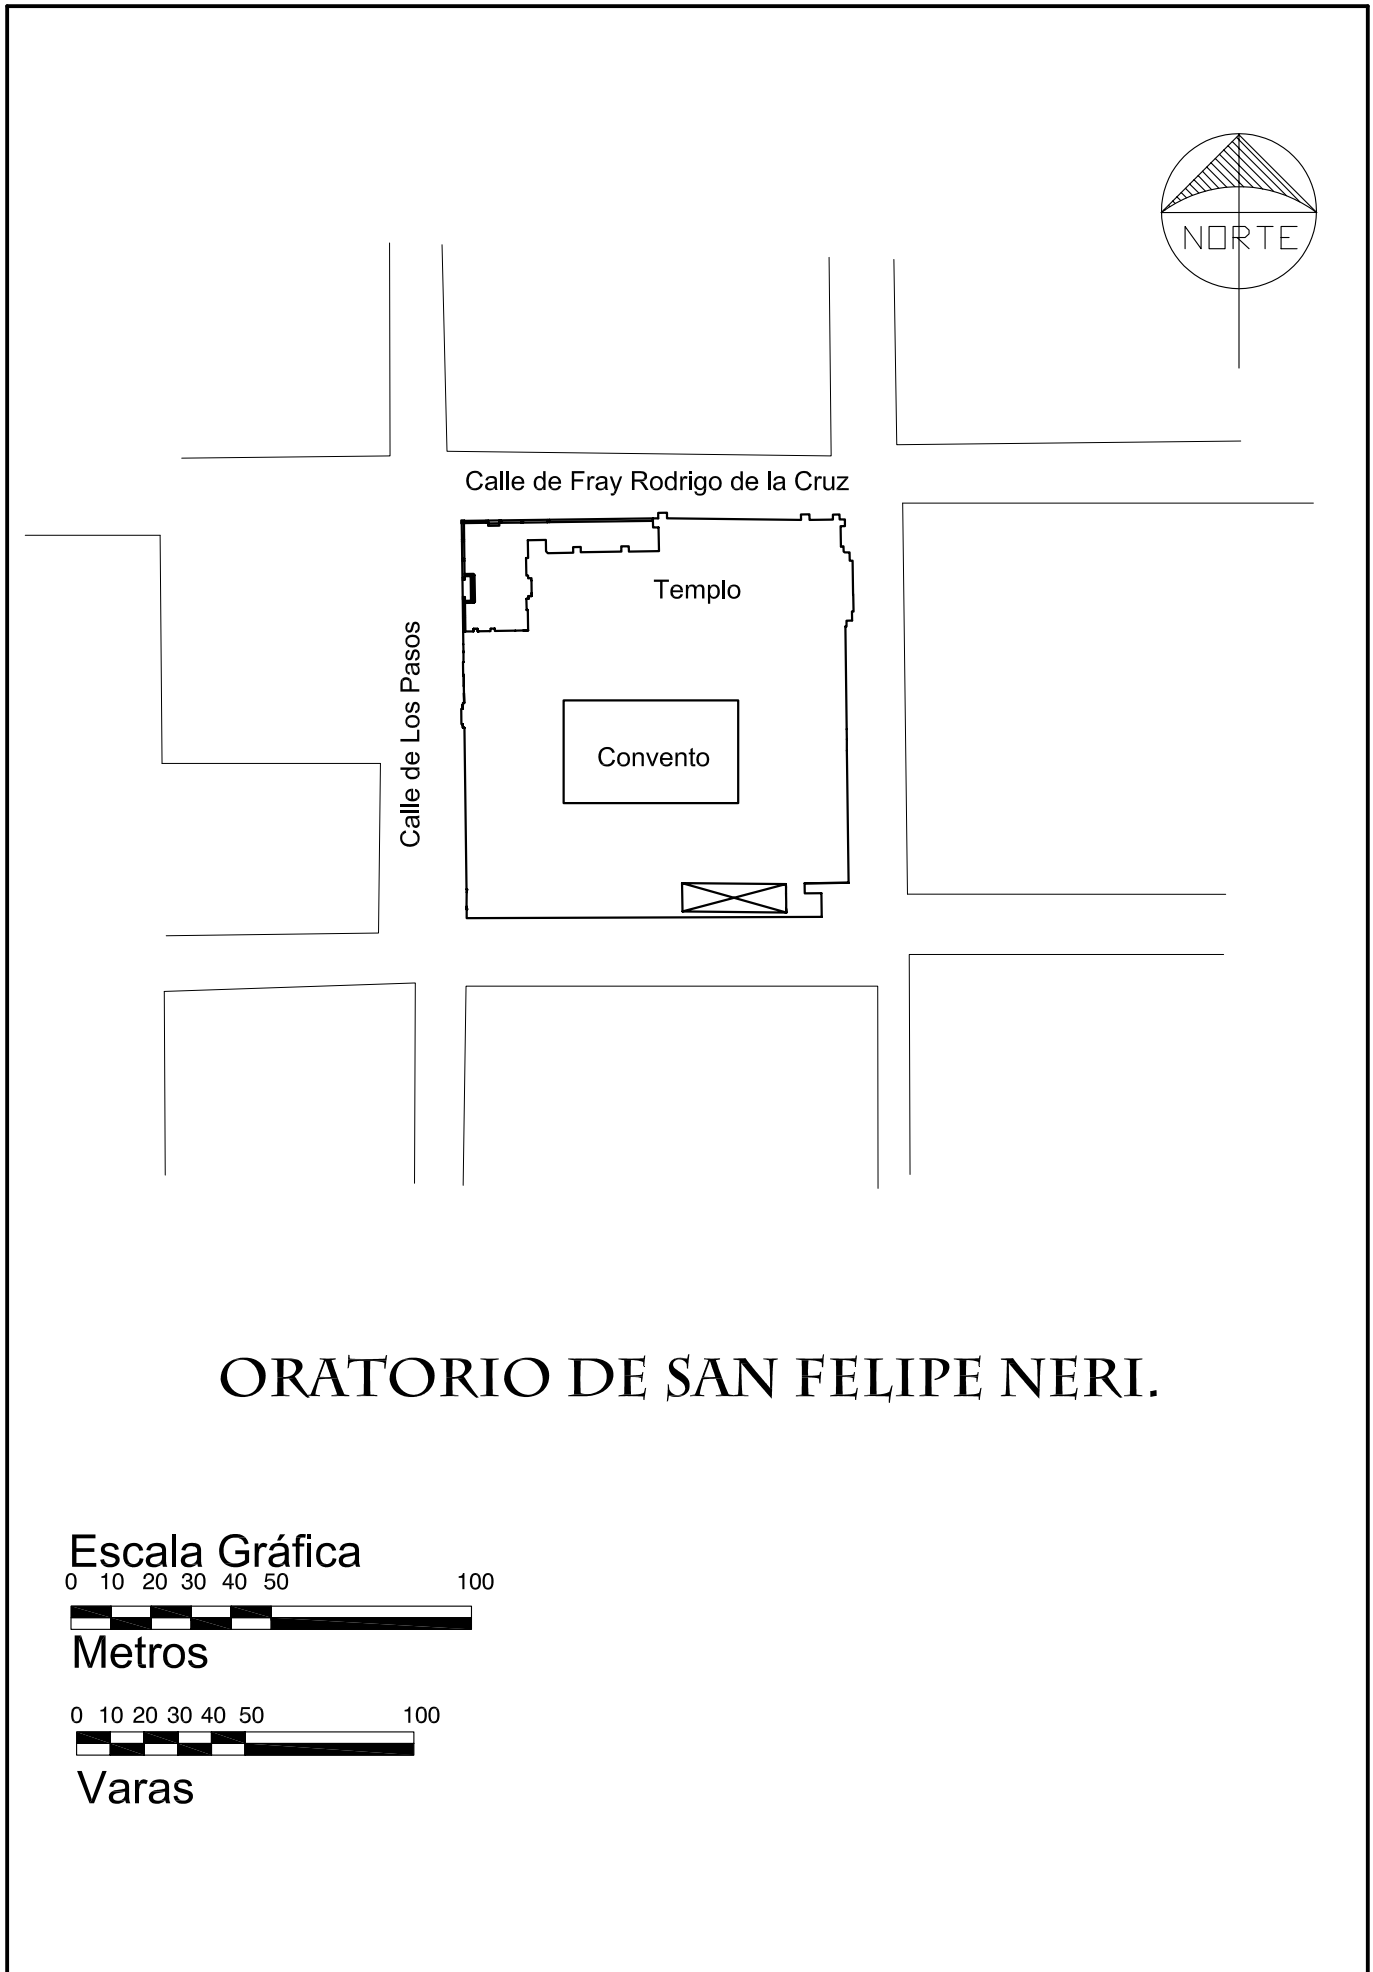 NORTE
Calle de Fray Rodrigo de la Cruz
Templo
Calle de Los Pasos
Convento
ORATORIO DE SAN FELIPE NERI.
Escala Gráfica
0 10 20 30 40 50 100
Metros
0 10 20 30 40 50 100
Varas